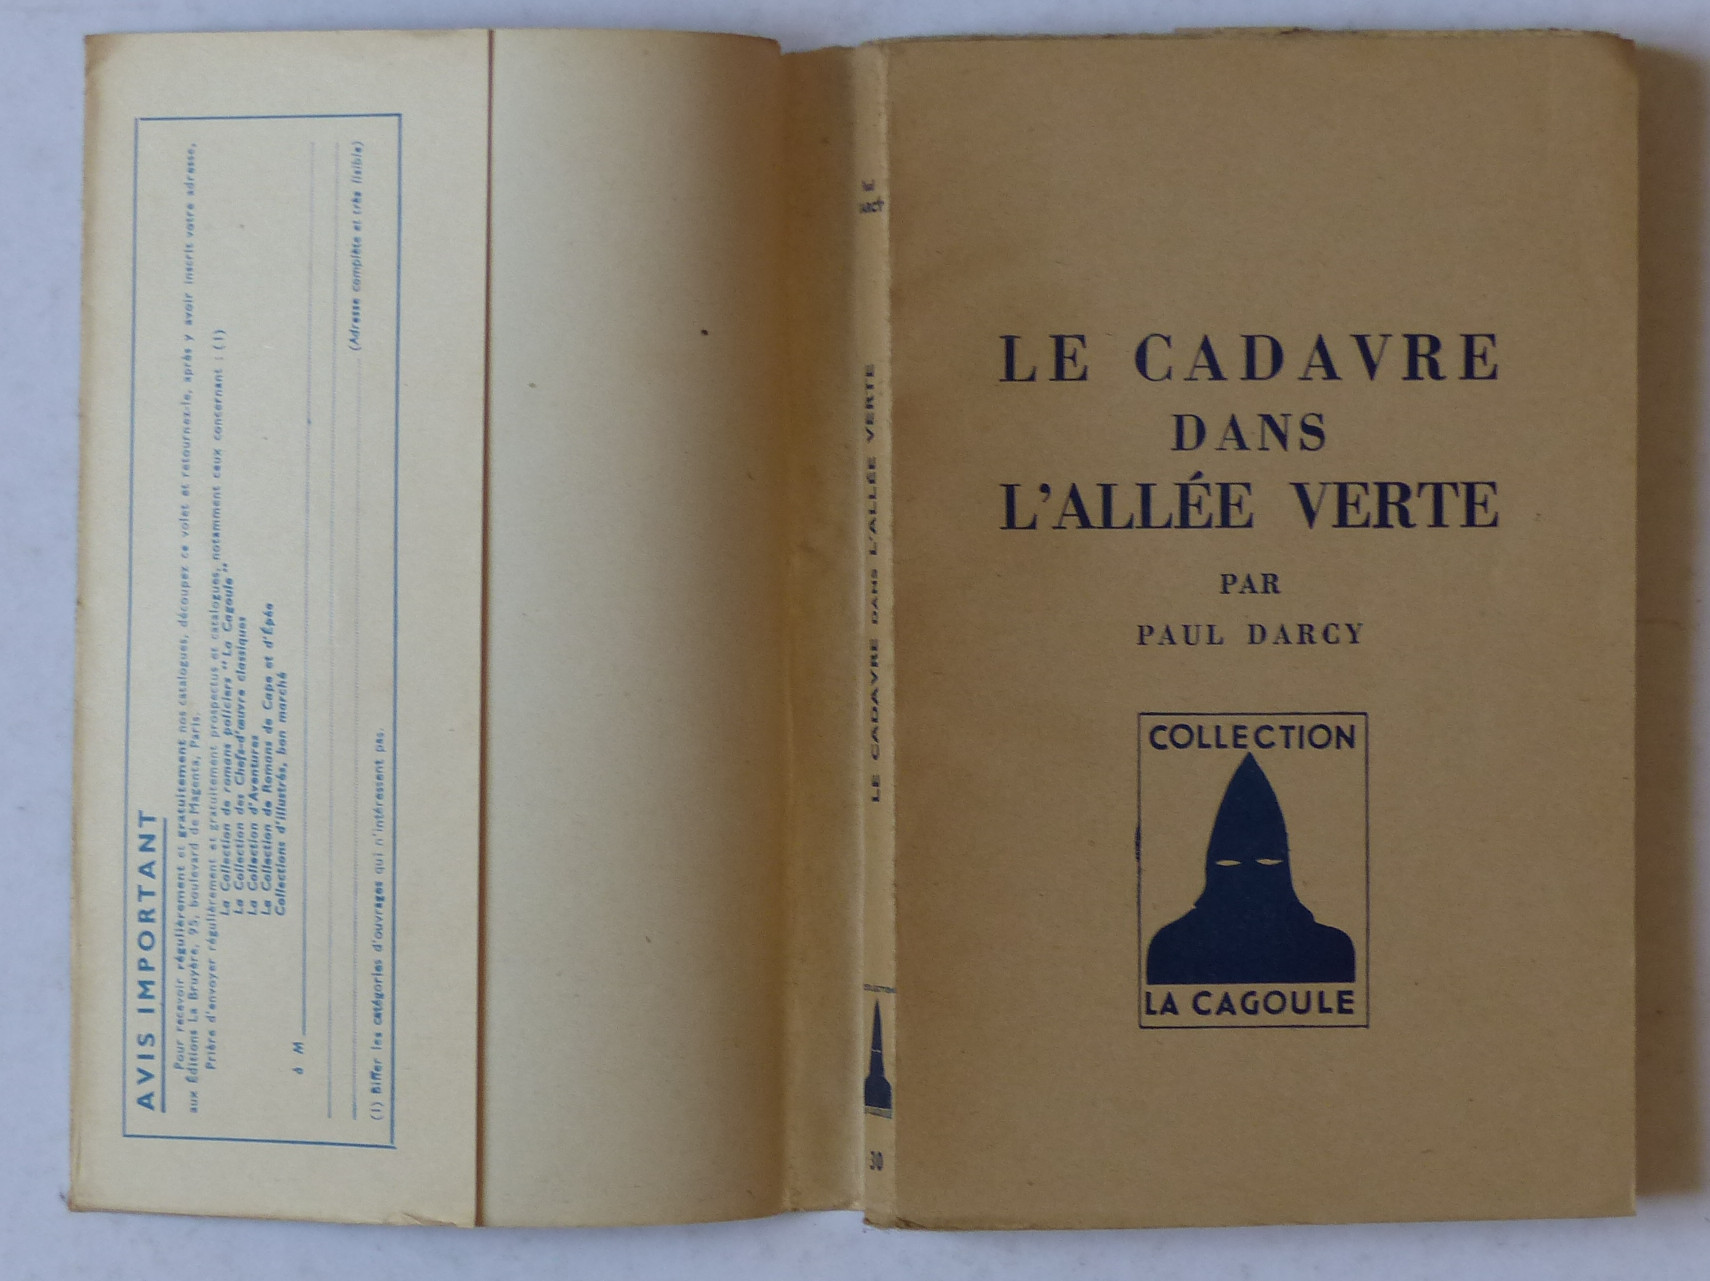 AVIS IMPORTANT
Pour recevoir régulièrement et gratuitement nos catalogues, découpez ce volet et retournez-le, après y avoir inscrit votre adresse,
aux Éditions La Bruyère, 95, boulevard de Magenta, Paris.
Prière d'envoyer régulièrement et gratuitement prospectus et catalogues, notamment ceux concernant : (1)
La Collection de romans policiers "La Cagoule"
La Collection des Chefs-d'œuvre classiques
La Collection d'Aventures
La Collection de Romans de Cape et d'Épée
Collections d'illustrés, bon marché
à M
(Adresse complète et très lisible)
(1) Biffer les catégories d'ouvrages qui n'intéressent pas.
LE CADAVRE DANS L'ALLÉE VERTE
COLLECTION
30
LE CADAVRE
DANS
L'ALLÉE VERTE
PAR
PAUL DARCY
COLLECTION
LA CAGOULE